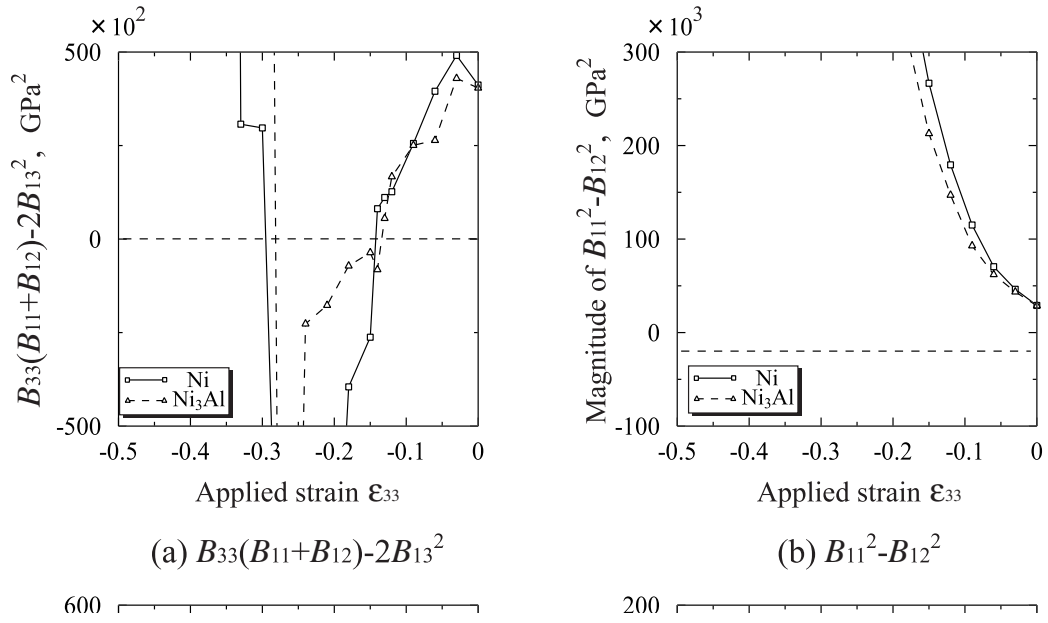 ×10²
500
0
-500
B₃₃(B₁₁+B₁₂)-2B₁₃², GPa²
Ni
Ni₃Al
-0.5 -0.4 -0.3 -0.2 -0.1 0
Applied strain ε₃₃
(a) B₃₃(B₁₁+B₁₂)-2B₁₃²
×10³
300
200
100
0
-100
Magnitude of B₁₁²-B₁₂², GPa²
Ni
Ni₃Al
-0.5 -0.4 -0.3 -0.2 -0.1 0
Applied strain ε₃₃
(b) B₁₁²-B₁₂²
600
200